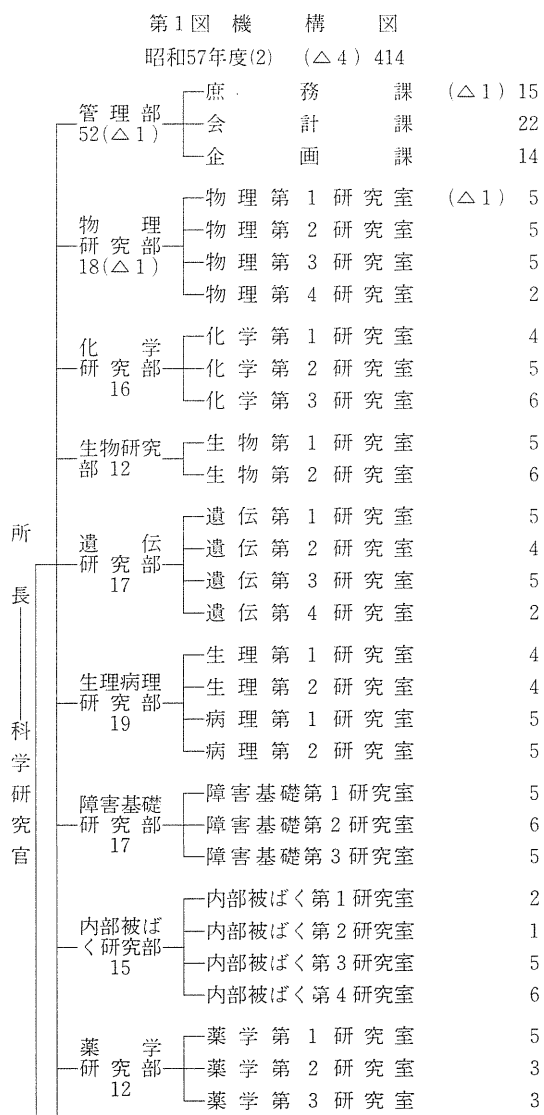 第1図 機構図
昭和57年度(2) (△4) 414
所長
科学研究官
管理部
52(△1)
庶務課 (△1) 15
会計課 22
企画課 14
物理
研究部
18(△1)
物理第1研究室 (△1) 5
物理第2研究室 5
物理第3研究室 5
物理第4研究室 2
化学
研究部
16
化学第1研究室 4
化学第2研究室 5
化学第3研究室 6
生物研究
部 12
生物第1研究室 5
生物第2研究室 6
遺伝
研究部
17
遺伝第1研究室 5
遺伝第2研究室 4
遺伝第3研究室 5
遺伝第4研究室 2
生理病理
研究部
19
生理第1研究室 4
生理第2研究室 4
病理第1研究室 5
病理第2研究室 5
障害基礎
研究部
17
障害基礎第1研究室 5
障害基礎第2研究室 6
障害基礎第3研究室 5
内部被ば
く研究部
15
内部被ばく第1研究室 2
内部被ばく第2研究室 1
内部被ばく第3研究室 5
内部被ばく第4研究室 6
薬学
研究部
12
薬学第1研究室 5
薬学第2研究室 3
薬学第3研究室 3